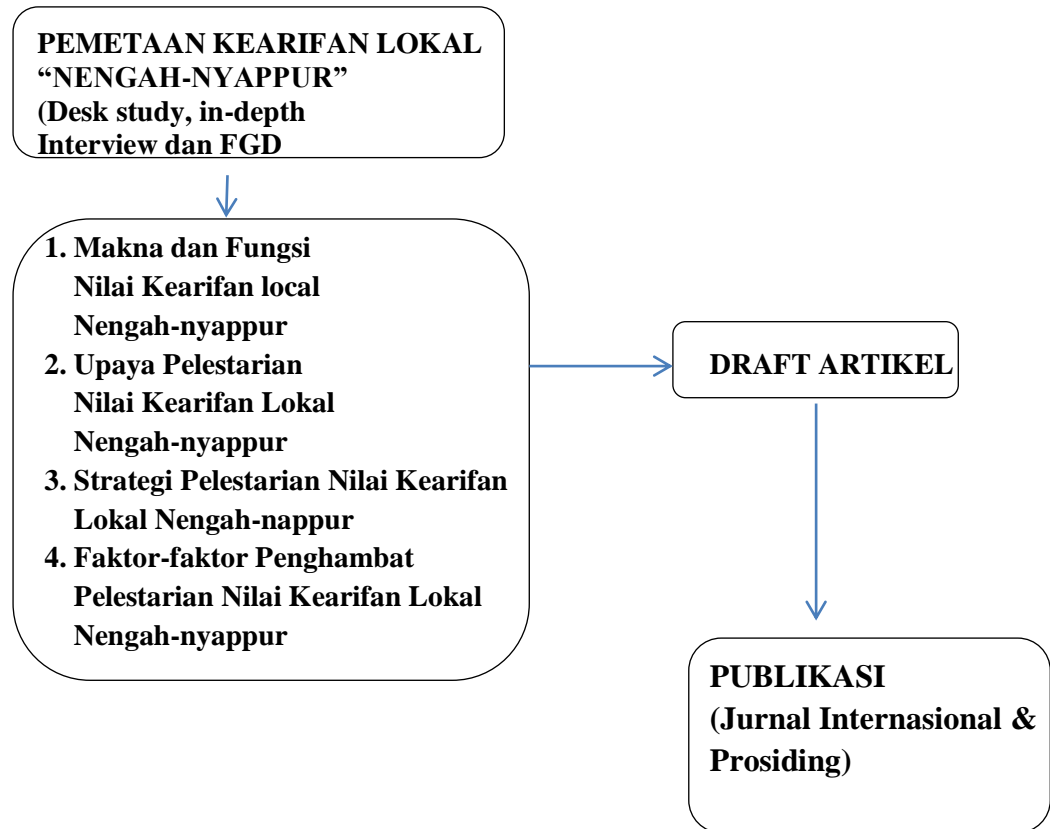 PEMETAAN KEARIFAN LOKAL
“NENGAH-NYAPPUR”
(Desk study, in-depth
Interview dan FGD
1. Makna dan Fungsi
Nilai Kearifan local
Nengah-nyappur
2. Upaya Pelestarian
Nilai Kearifan Lokal
Nengah-nyappur
3. Strategi Pelestarian Nilai Kearifan
Lokal Nengah-nappur
4. Faktor-faktor Penghambat
Pelestarian Nilai Kearifan Lokal
Nengah-nyappur
DRAFT ARTIKEL
PUBLIKASI
(Jurnal Internasional &
Prosiding)